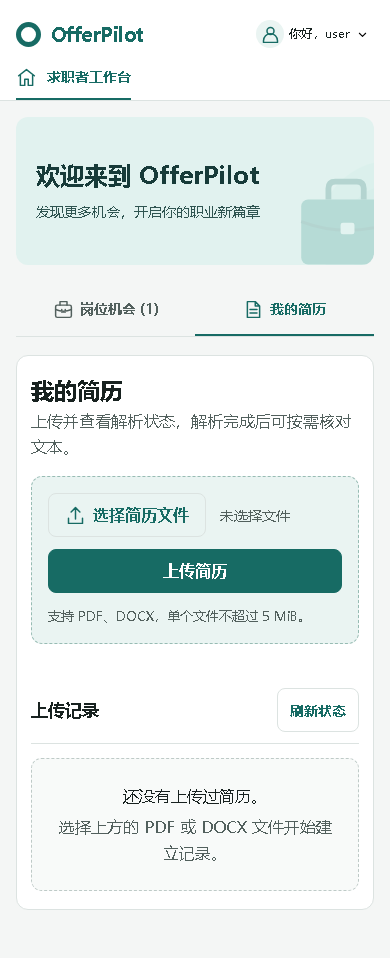 OfferPilot
你好，user
求职者工作台
欢迎来到 OfferPilot
发现更多机会，开启你的职业新篇章
岗位机会 (1)
我的简历
我的简历
上传并查看解析状态，解析完成后可按需核对
文本。
选择简历文件
未选择文件
上传简历
支持 PDF、DOCX，单个文件不超过 5 MiB。
上传记录
刷新状态
还没有上传过简历。
选择上方的 PDF 或 DOCX 文件开始建
立记录。